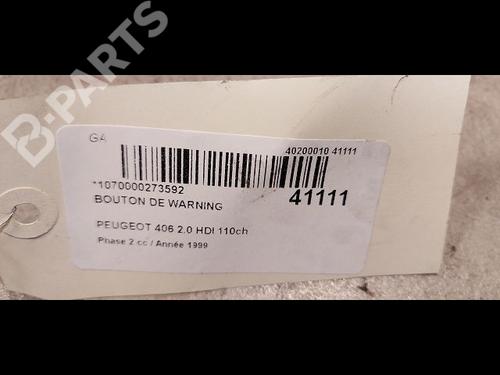 B-PARTS
GA
40200010 41111
*1070000273592
41111
BOUTON DE WARNING
PEUGEOT 406 2.0 HDI 110ch
Phase 2 cc / Année 1999